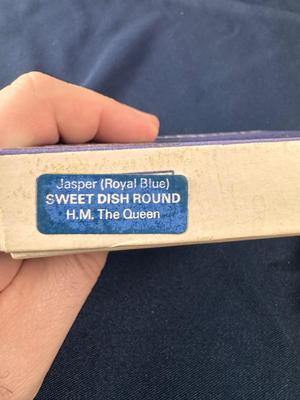 Jasper (Royal Blue)
SWEET DISH ROUND
H.M. The Queen